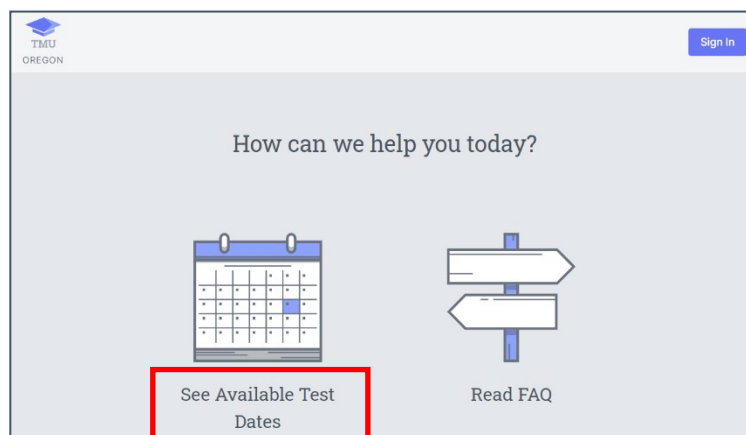 TMU
OREGON
Sign In
How can we help you today?
See Available Test
Dates
Read FAQ